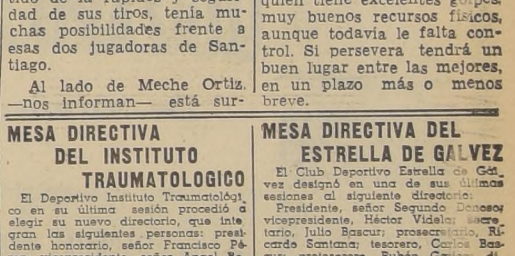 dad de sus tiros, tenía mu-
chas posibilidades frente a
esas dos jugadoras de San-
tiago.
Al lado de Meche Ortiz.
—nos informan— está sur-
quien tiene excelentes golpes,
muy buenos recursos físicos,
aunque todavia le falta con-
trol. Si persevera tendrá un
buen lugar entre las mejores,
en un plazo más o menos
breve.
MESA DIRECTIVA
DEL INSTITUTO
TRAUMATOLOGICO
El Deportivo Instituto Traumatológi
co en su última sesión procedió a
elegir su nuevo directorio, que inte
gran las siguientes personas: presi
dente honorario, señor Francisco Pé
MESA DIRECTIVA DEL
ESTRELLA DE GALVEZ
El Club Deportivo Estrella de Gál
vez designó en una de sus últimas
sesiones al siguiente directorio:
Presidente, señor Segundo Donoso;
vicepresidente, Héctor Videla; secre
tario, Julio Bascur; prosecretario, Ri
cardo Santana; tesorero, Carlos Bas